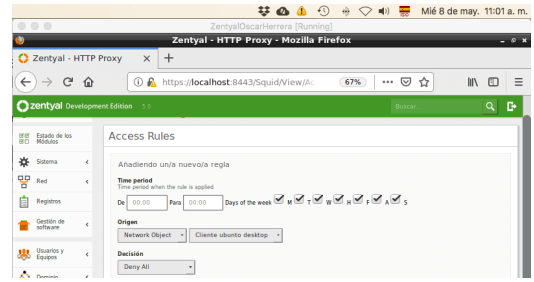 Mié 8 de may. 11:01 a. m.
ZentyalOscarHerrera [Running]
Zentyal - HTTP Proxy - Mozilla Firefox
Zentyal - HTTP Proxy
https://localhost:8443/Squid/View/Ac 67%
zentyal Development Edition 5.0 Buscar...
Estado de los Módulos
Sistema
Red
Registros
Gestión de software
Usuarios y Equipos
Dominio
Access Rules
Añadiendo un/a nuevo/a regla
Time period
Time period when the rule is applied
De 00:00 Para 00:00 Days of the week M T W H F A S
Origen
Network Object Cliente ubunto desktop
Decisión
Deny All